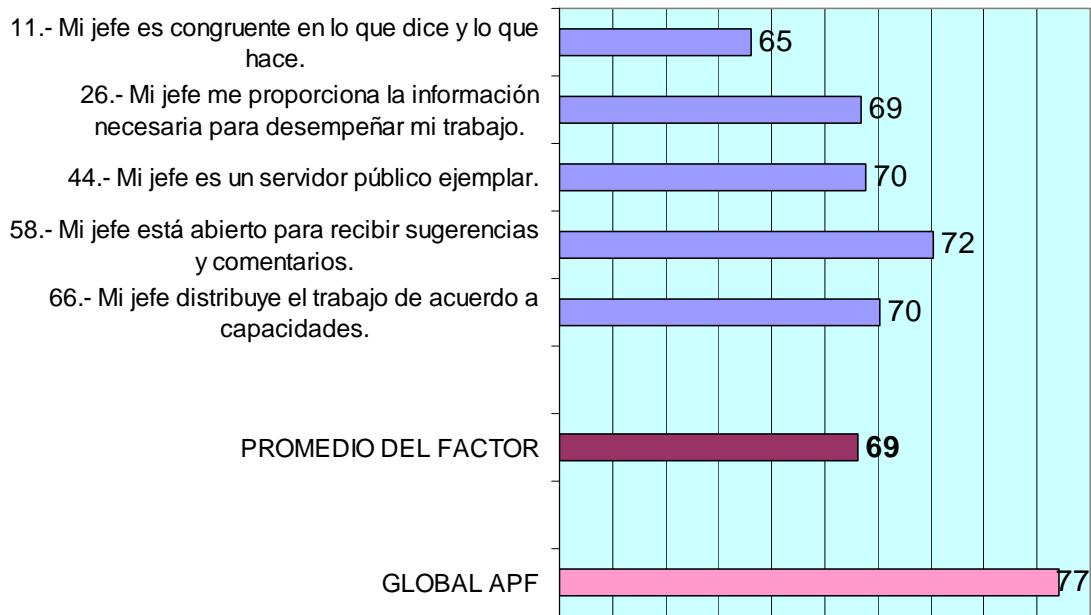 11.- Mi jefe es congruente en lo que dice y lo que
hace.
65
26.- Mi jefe me proporciona la información
necesaria para desempeñar mi trabajo.
69
44.- Mi jefe es un servidor público ejemplar.
70
58.- Mi jefe está abierto para recibir sugerencias
y comentarios.
72
66.- Mi jefe distribuye el trabajo de acuerdo a
capacidades.
70
PROMEDIO DEL FACTOR
69
GLOBAL APF
77